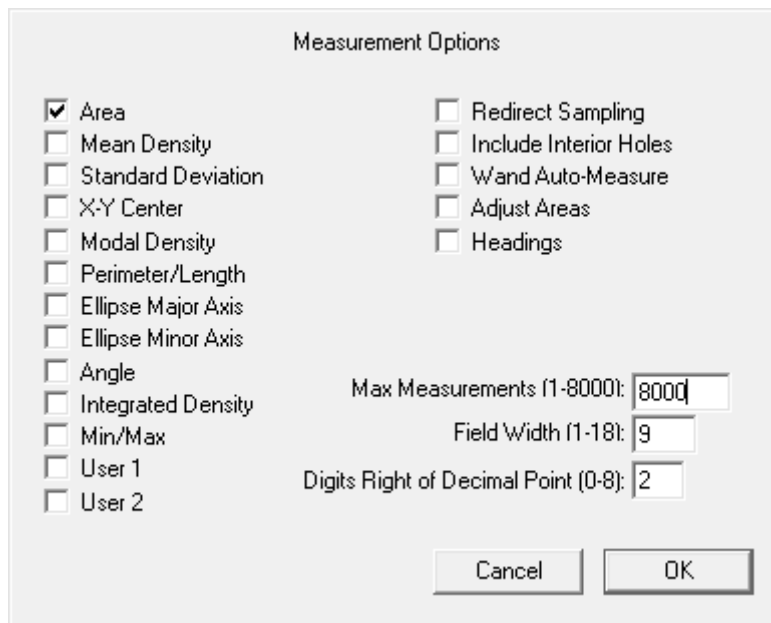 Measurement Options
Area
Mean Density
Standard Deviation
X-Y Center
Modal Density
Perimeter/Length
Ellipse Major Axis
Ellipse Minor Axis
Angle
Integrated Density
Min/Max
User 1
User 2
Redirect Sampling
Include Interior Holes
Wand Auto-Measure
Adjust Areas
Headings
Max Measurements (1-8000): 8000
Field Width (1-18): 9
Digits Right of Decimal Point (0-8): 2
Cancel OK